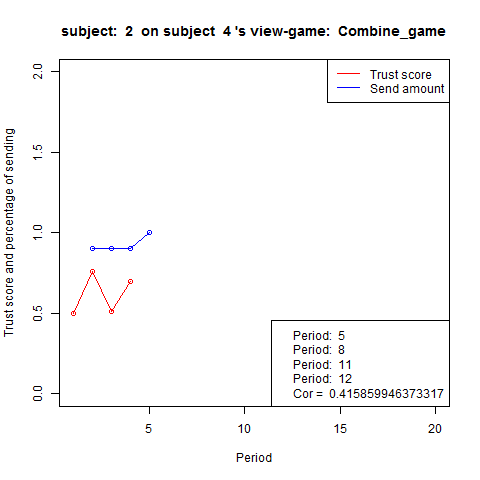 subject:  2  on subject  4 's view-game:  Combine_game
Trust score
Send amount
Trust score and percentage of sending
2.0
1.5
1.0
0.5
0.0
Period:  5
Period:  8
Period:  11
Period:  12
Cor =  0.415859946373317
5
10
15
20
Period